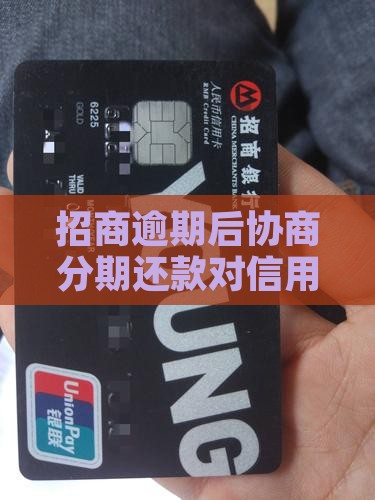 招商逾期后协商
分期还款对信用
招商银行
CHINA MERCHANTS BANK
人民币信用卡
RMB Credit Card
6225
GOLD
VALID
THRU
YOUNG
UnionPay
银联